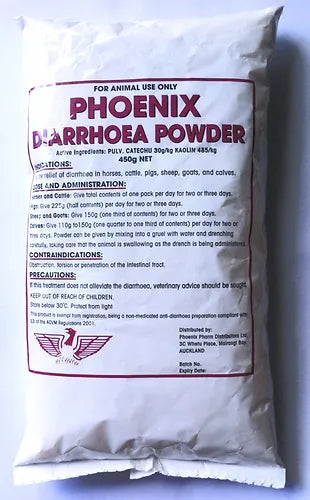 FOR ANIMAL USE ONLY
PHOENIX
DIARRHOEA POWDER
Active Ingredients: PULV. CATECHU 30g/kg KAOLIN 485/kg
450g NET
INDICATIONS:
the relief of diarrhoea in horses, cattle, pigs, sheep, goats, and calves.
DOSE AND ADMINISTRATION:
Horses and Cattle: Give total contents of one pack per day for two or three days.
Pigs: Give 225g (half contents) per day for two or three days.
Sheep and Goats: Give 150g (one third of contents) for two or three days.
Calves: Give 110g to150g (one quarter to one third of contents) per day for two or
three days. Powder can be given by mixing into a gruel with water and drenching
carefully, taking care that the animal is swallowing as the drench is being administered.
CONTRAINDICATIONS:
Obstruction, torsion or penetration of the intestinal tract.
PRECAUTIONS:
If this treatment does not alleviate the diarrhoea, veterinary advice should be sought.
KEEP OUT OF REACH OF CHILDREN.
Store below 30°C. Protect from light
This product is exempt from registration, being a non-medicated anti-diarrhoea preparation compliant with
of the ACVM Regulations 2001.
Distributed by:
Phoenix Pharm Distributors Ltd,
3C Whetu Place, Mairangi Bay,
AUCKLAND
Batch No.
Expiry Date:
PHOENIX